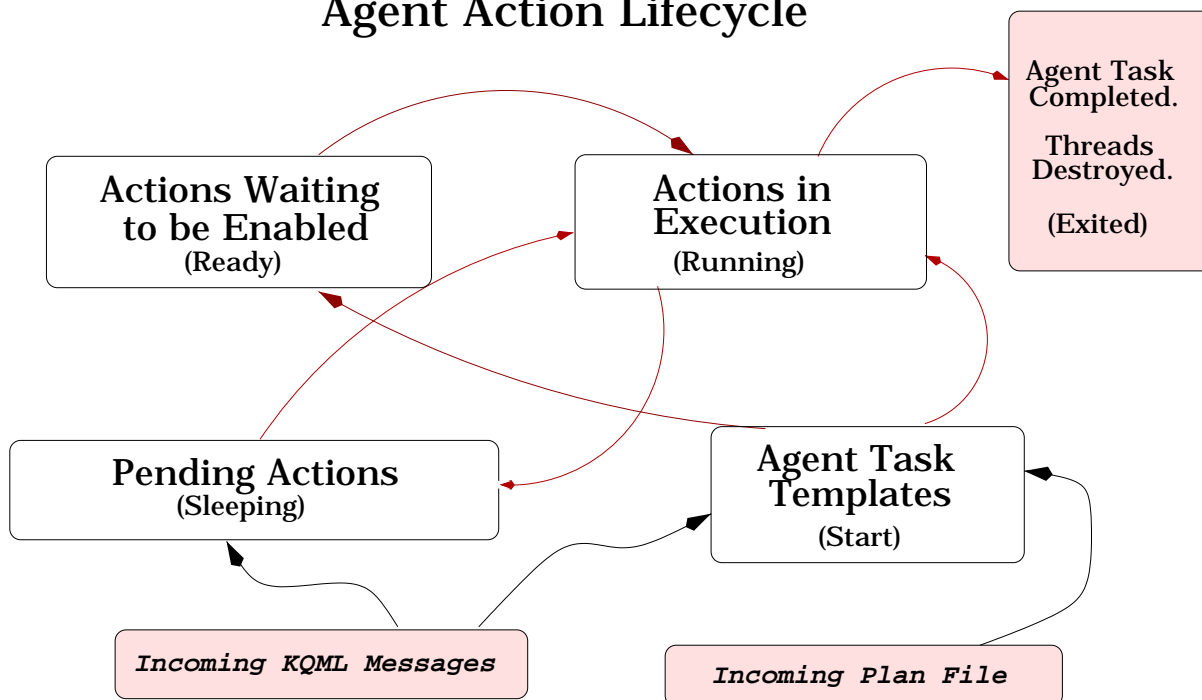 Agent Action Lifecycle
Agent Task
Completed.
Threads
Destroyed.
(Exited)
Actions Waiting
to be Enabled
(Ready)
Actions in
Execution
(Running)
Pending Actions
(Sleeping)
Agent Task
Templates
(Start)
Incoming KQML Messages
Incoming Plan File